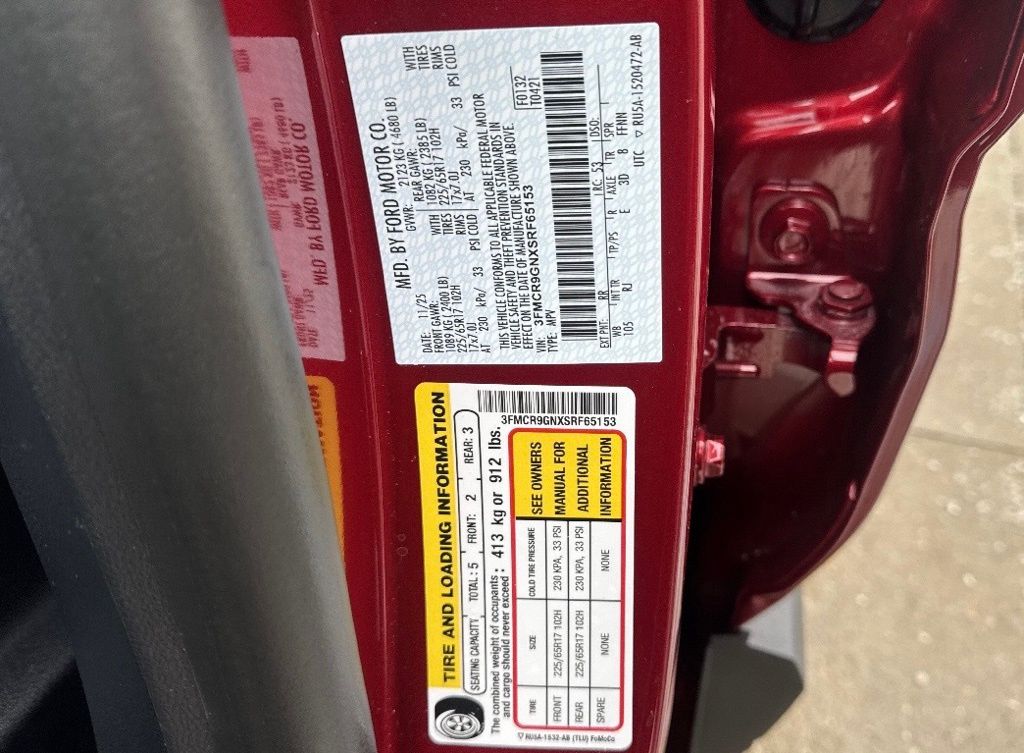 MFD. BY FORD MOTOR CO.
DATE: 11/25 GVWR: 2123 KG ( 4680 LB)
FRONT GAWR: REAR GAWR: WITH
1089 KG ( 2400 LB) WITH 1082 KG ( 2385 LB) TIRES
225/65R17 102H TIRES 225/65R17 102H RIMS
17x7.0J RIMS 17x7.0J
AT 230 kPa/ 33 PSI COLD AT 230 kPa/ 33 PSI COLD
THIS VEHICLE CONFORMS TO ALL APPLICABLE FEDERAL MOTOR
VEHICLE SAFETY AND THEFT PREVENTION STANDARDS IN
EFFECT ON THE DATE OF MANUFACTURE SHOWN ABOVE.
VIN: 3FMCR9GNXSRF65153
TYPE: MPV
F0132
T0421
EXT PNT: RR RC: 53 DSO:
WB INT TR TP/PS R AXLE TR SPR
105 RJ E 3D 8 FFNN
UTC ▽ RU5A-1520472-AB
TIRE AND LOADING INFORMATION
SEATING CAPACITY TOTAL: 5 FRONT: 2 REAR: 3
The combined weight of occupants and cargo should never exceed : 413 kg or 912 lbs.
3FMCR9GNXSRF65153
TIRE SIZE COLD TIRE PRESSURE
FRONT 225/65R17 102H 230 KPA, 33 PSI
REAR 225/65R17 102H 230 KPA, 33 PSI
SPARE NONE NONE
SEE OWNERS
MANUAL FOR
ADDITIONAL
INFORMATION
▽ RU5A-1532-AB (TLU) FoMoCo